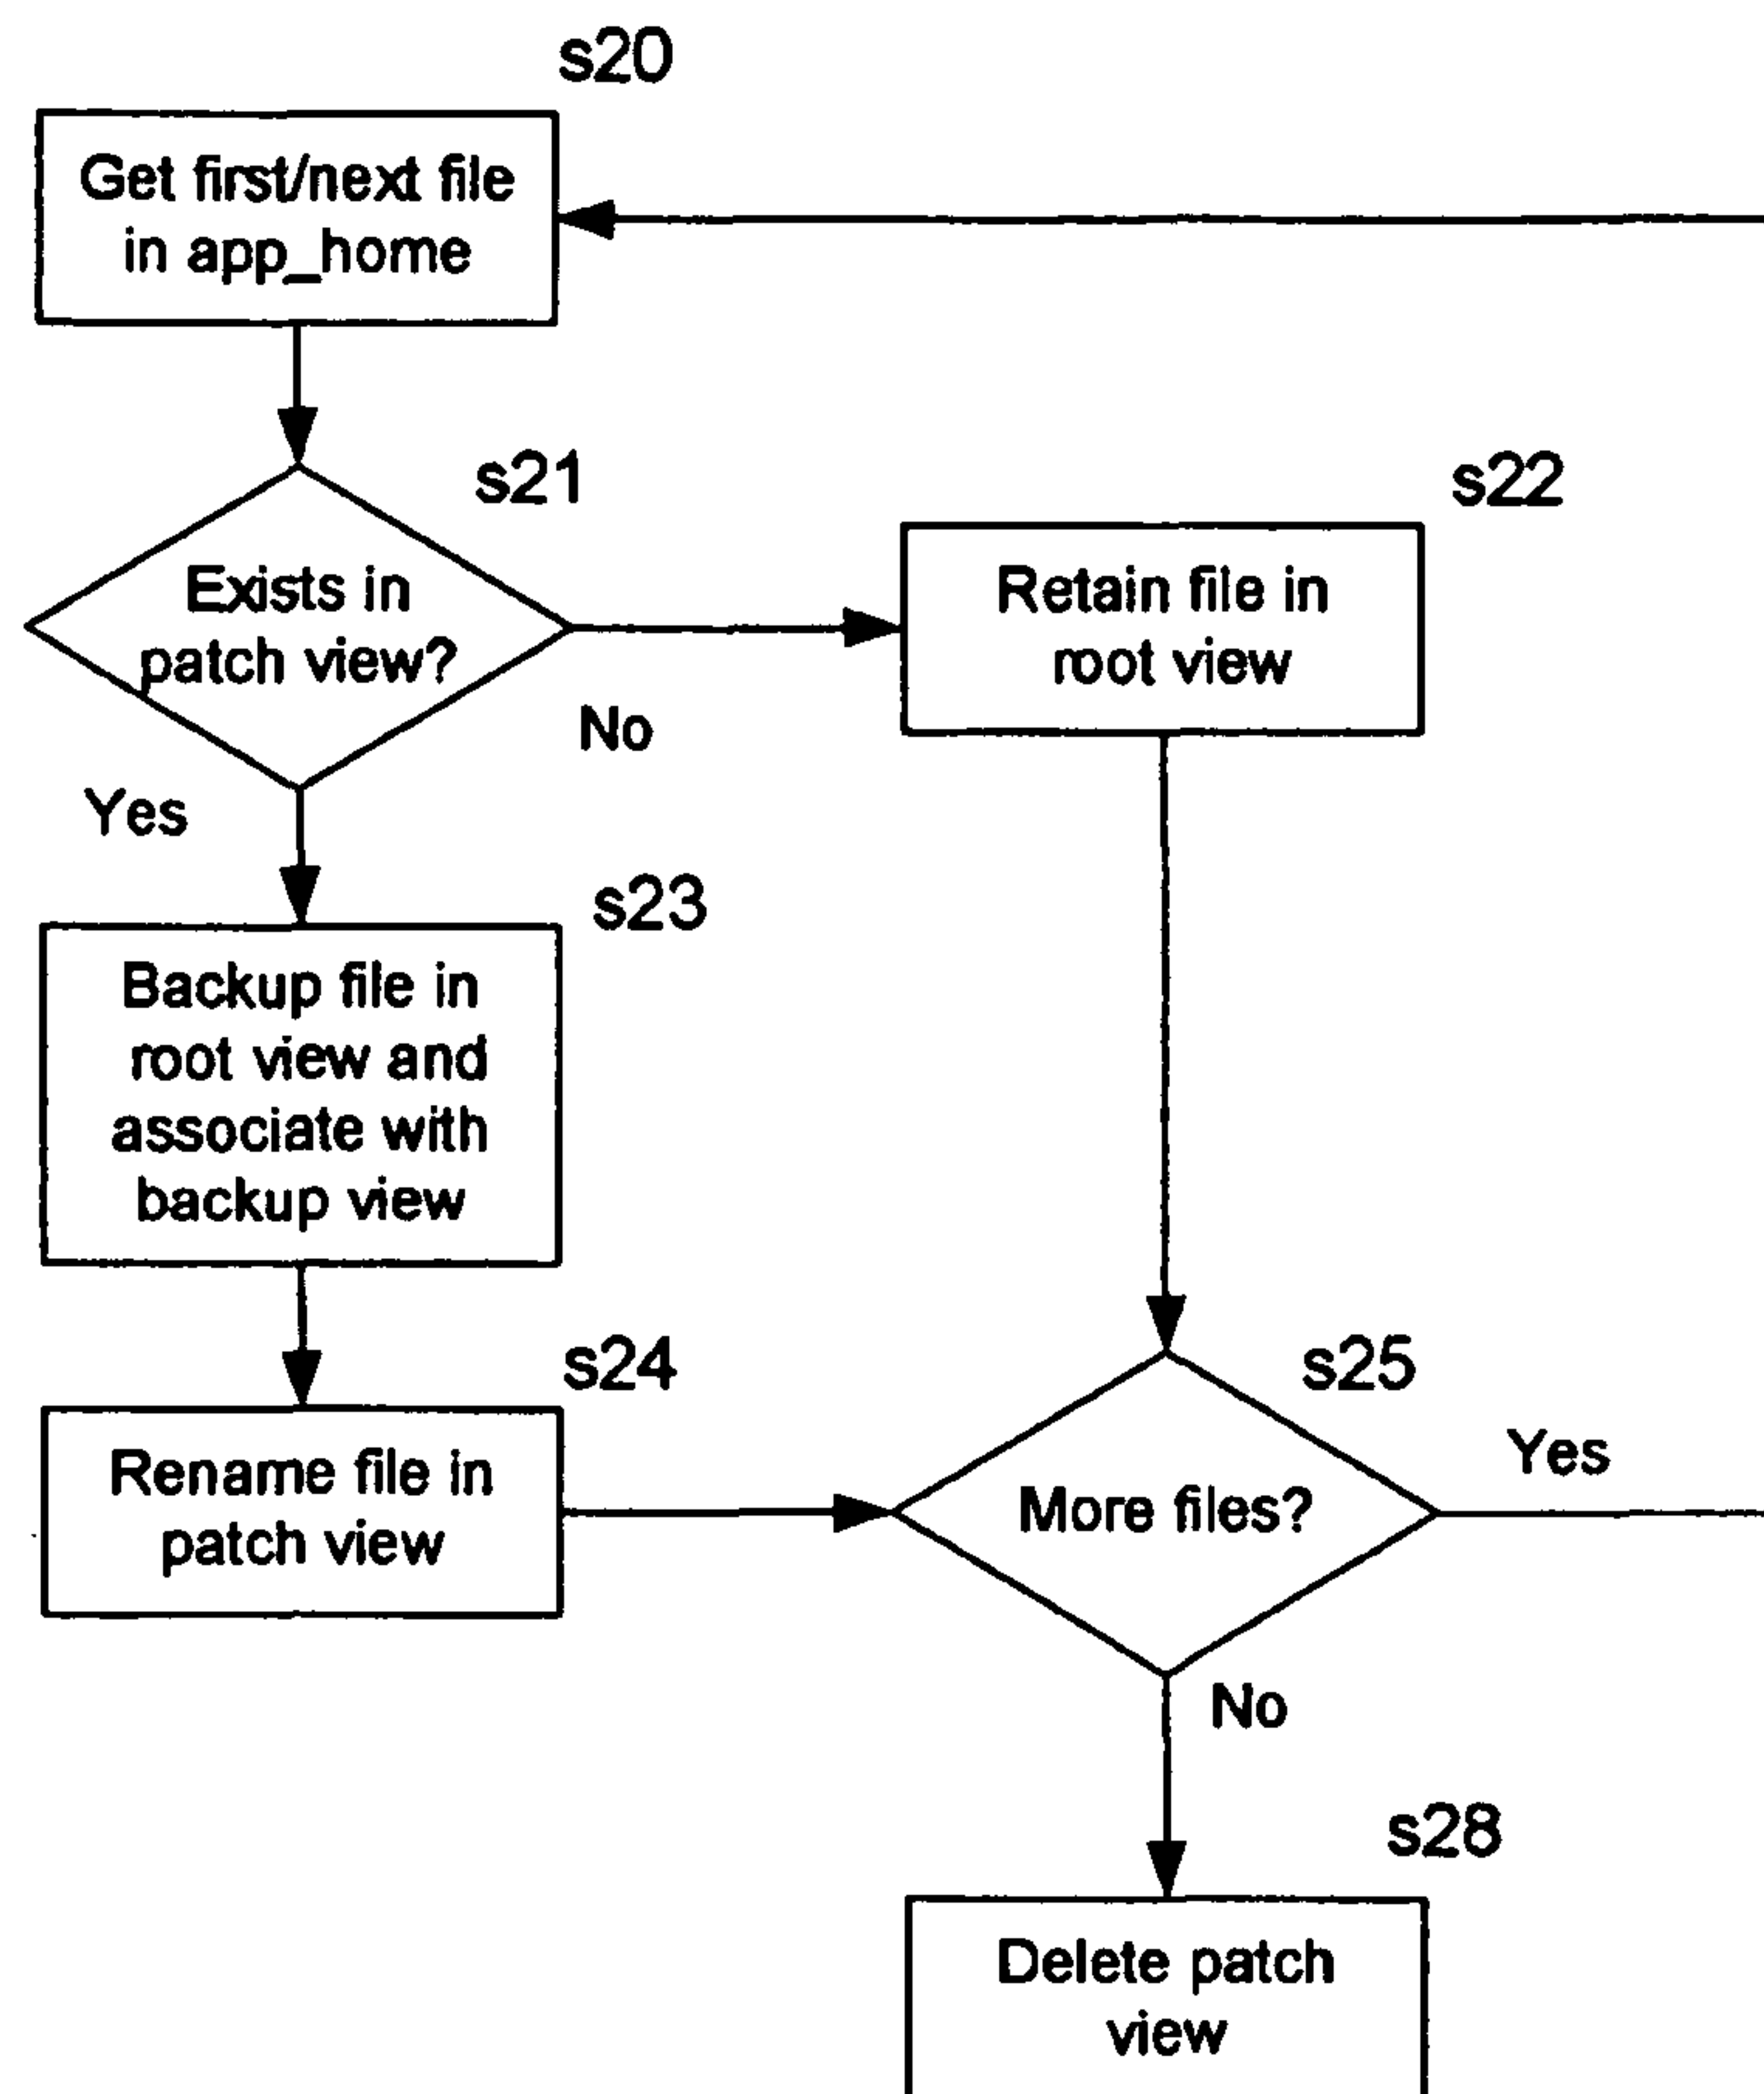 s20
Get first/next file
in app_home
s21
Exists in
patch view?
No
Yes
s22
Retain file in
root view
s23
Backup file in
root view and
associate with
backup view
s24
Rename file in
patch view
s25
More files?
Yes
No
s28
Delete patch
view